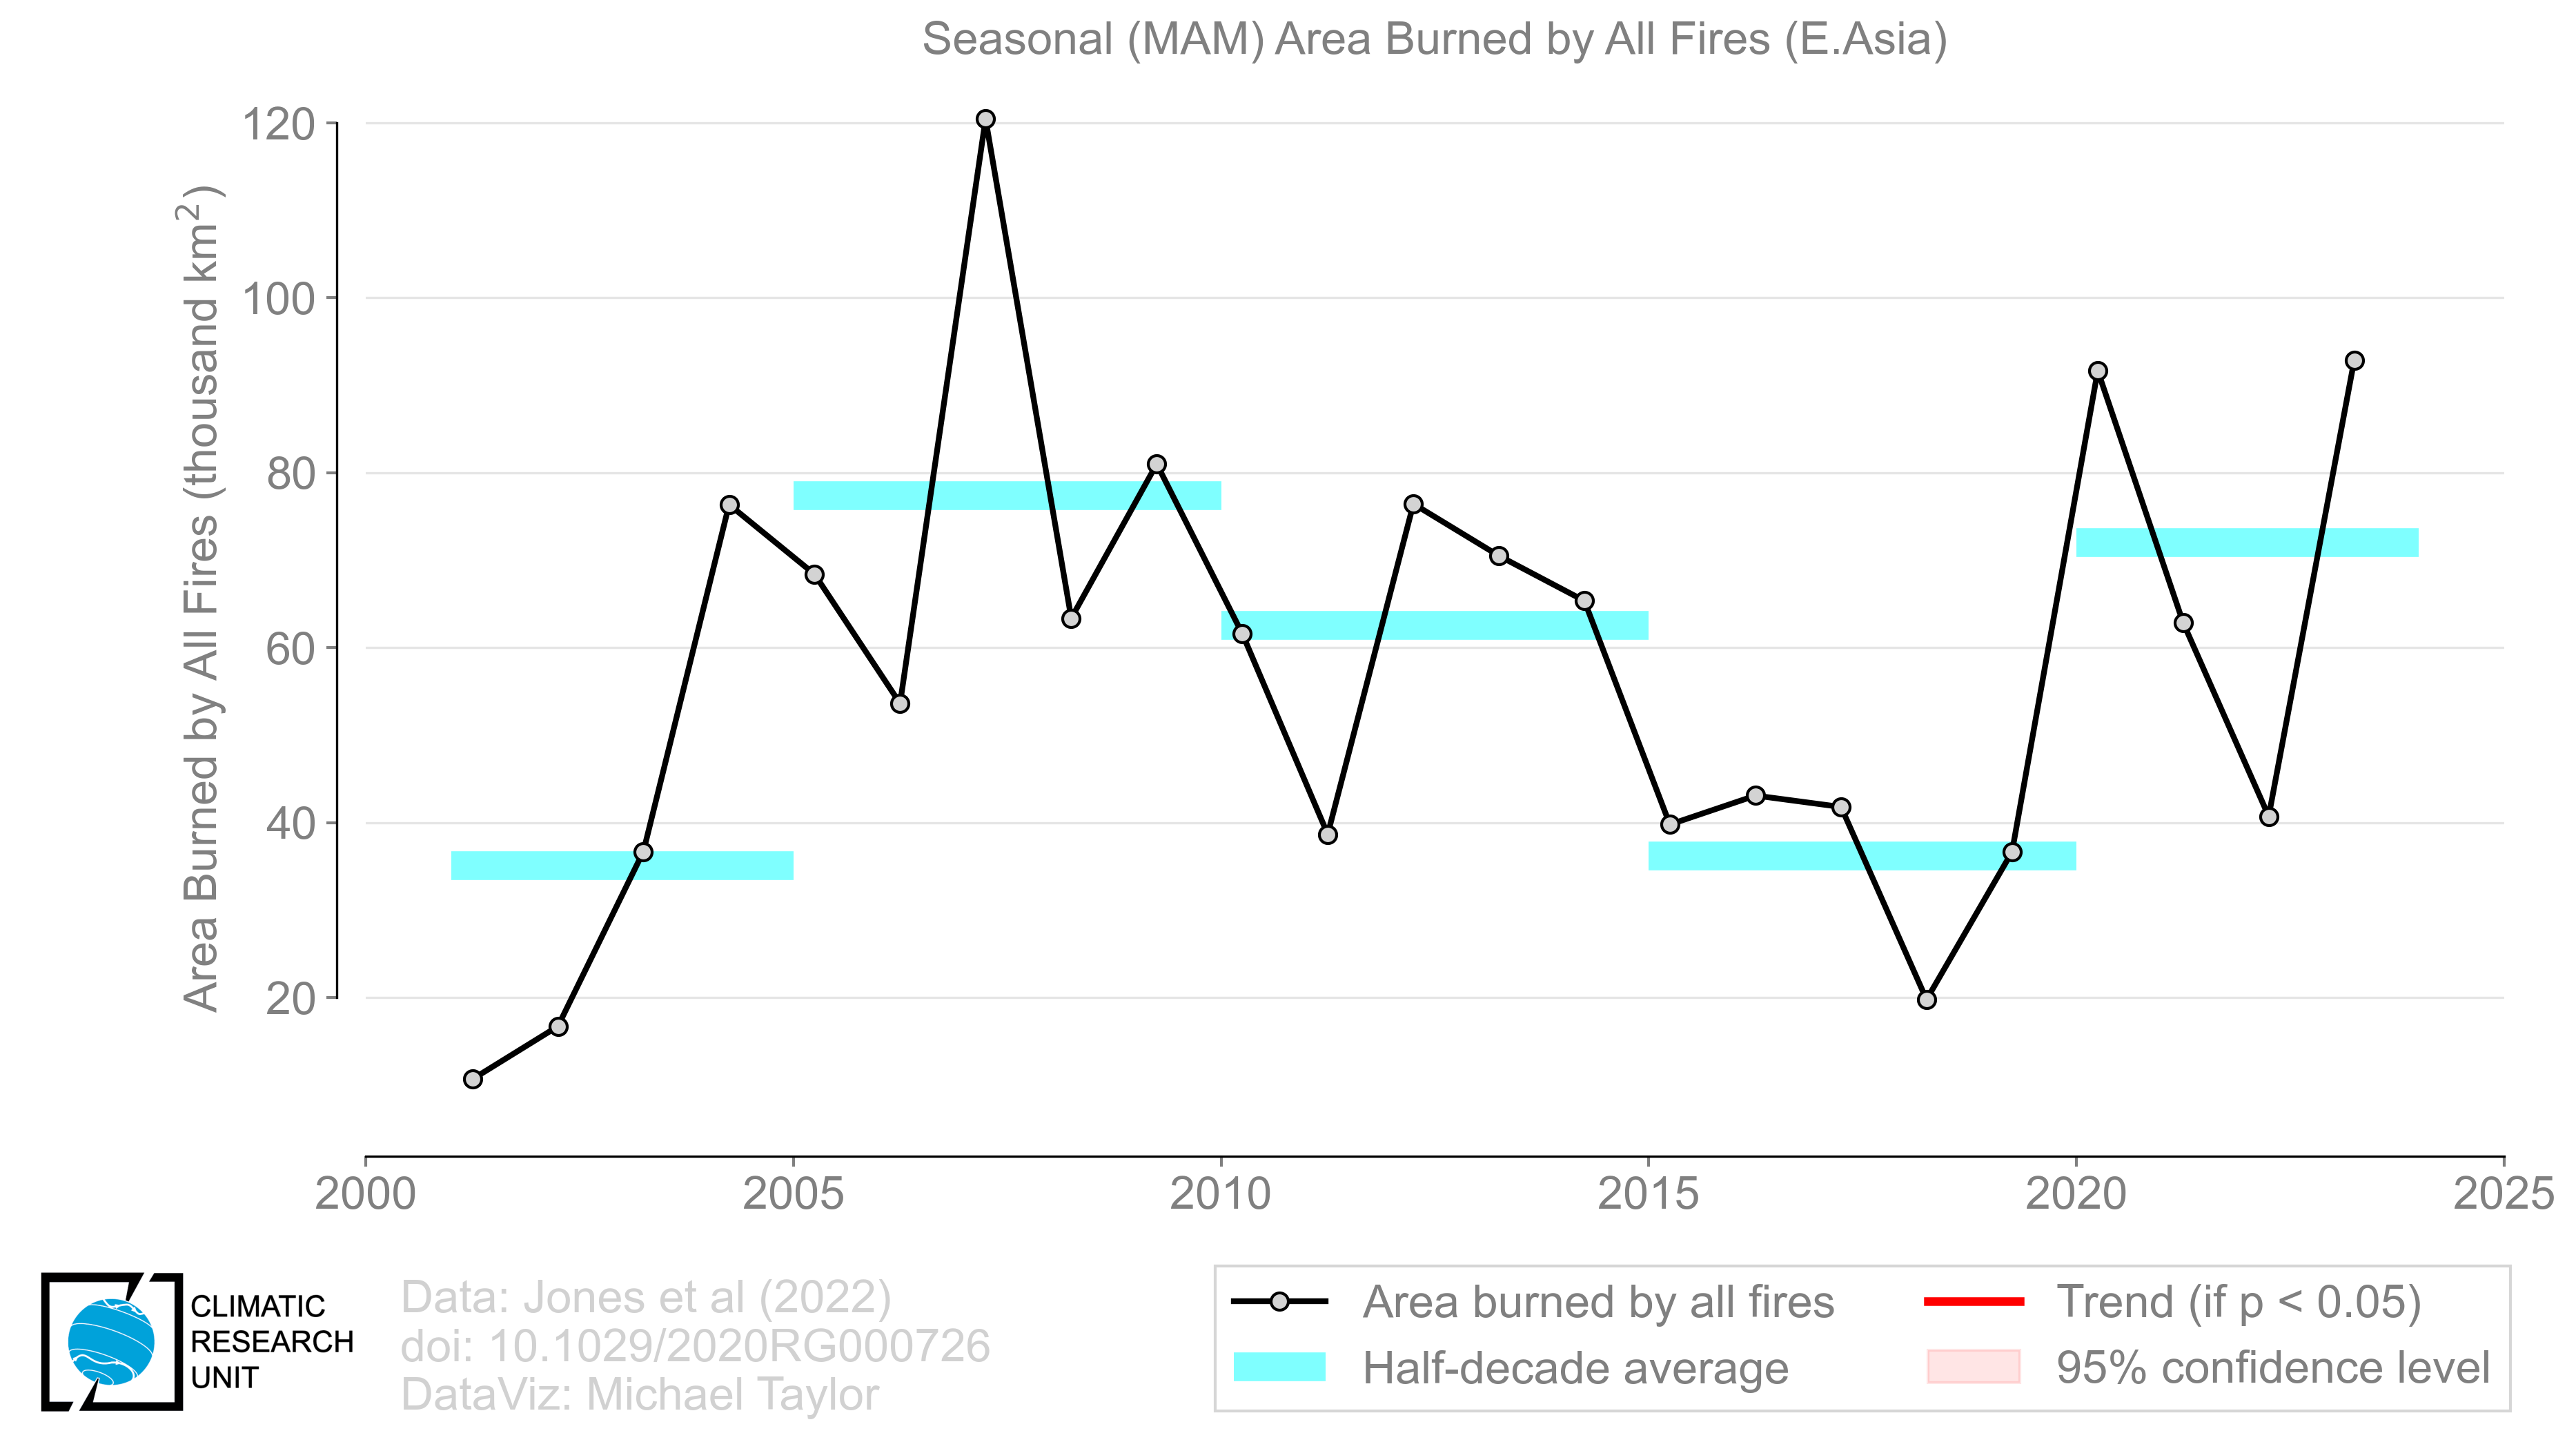 Seasonal (MAM) Area Burned by All Fires (E.Asia)
Area Burned by All Fires (thousand km²)
120
100
80
60
40
20
2000 2005 2010 2015 2020 2025
CLIMATIC
RESEARCH
UNIT
Data: Jones et al (2022)
doi: 10.1029/2020RG000726
DataViz: Michael Taylor
Area burned by all fires
Half-decade average
Trend (if p < 0.05)
95% confidence level